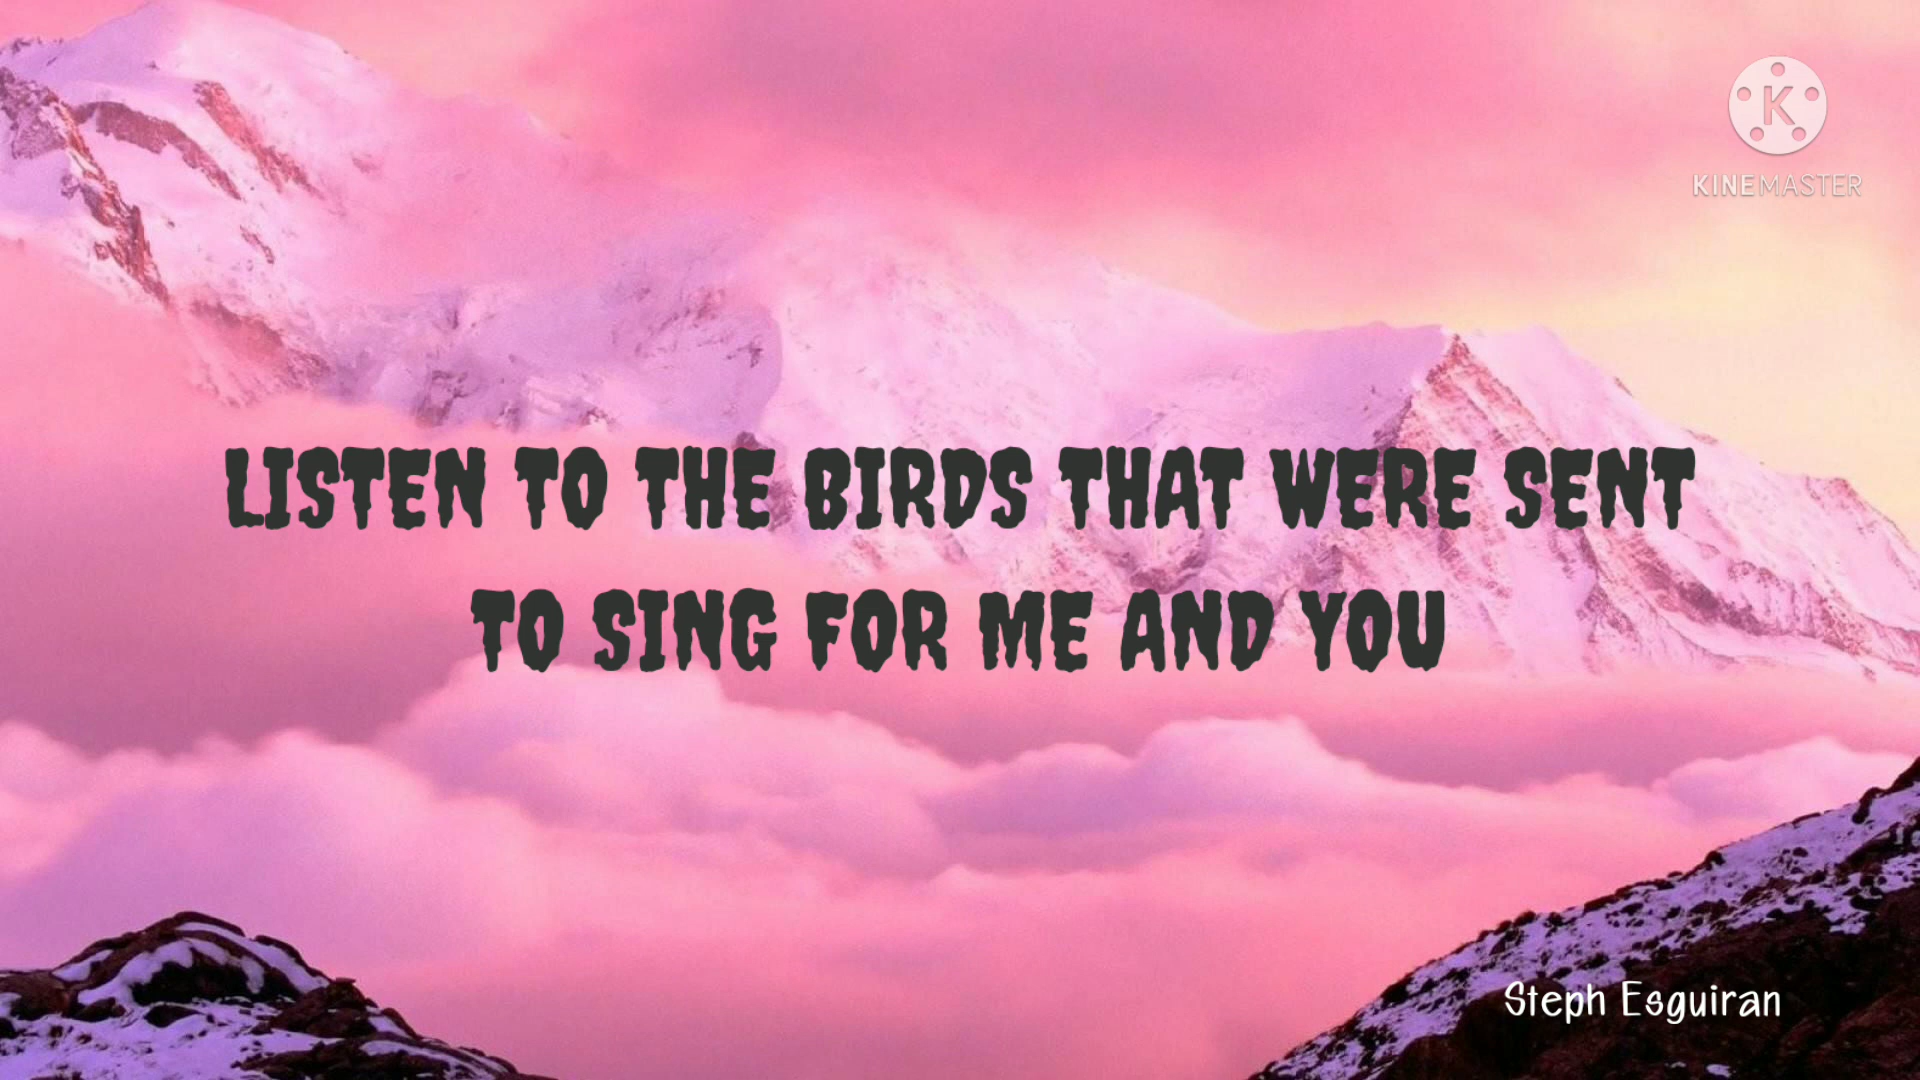 K
KINEMASTER
LISTEN TO THE BIRDS THAT WERE SENT
TO SING FOR ME AND YOU
Steph Esguiran